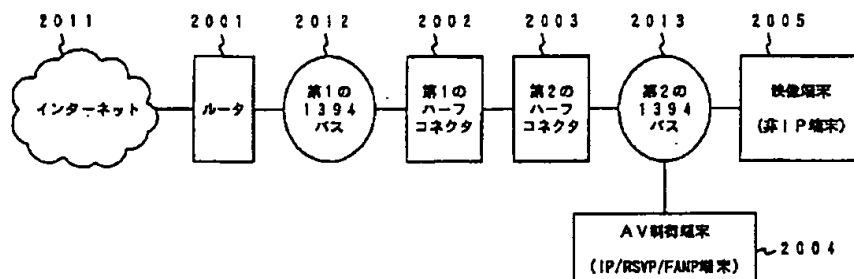 2011
2001
2012
2002
2003
2013
2005
インターネット
ルータ
第1の
1394
バス
第1の
ハーフ
コネクタ
第2の
ハーフ
コネクタ
第2の
1394
バス
映像端末
(非IP端末)
AV制御端末
(IP/RSVP/FANP端末)
2004